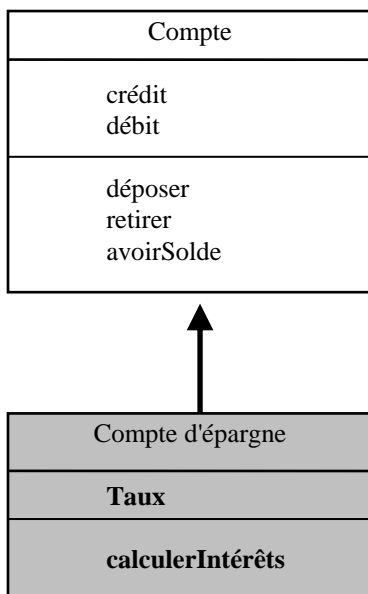 Compte
crédit
débit
déposer
retirer
avoirSolde
Compte d'épargne
Taux
calculerIntérêts